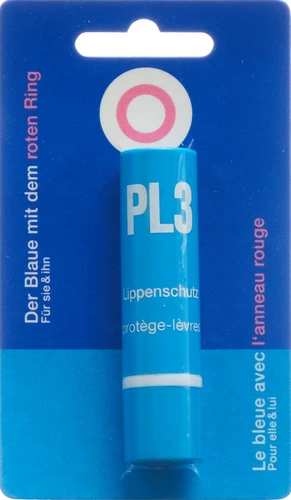 Der Blaue mit dem roten Ring
Für sie & ihn
PL3
Lippenschutz
protège-lèvres
Le bleue avec l'anneau rouge
Pour elle & lui